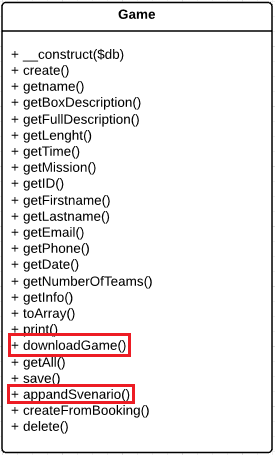 Game
+ __construct($db)
+ create()
+ getname()
+ getBoxDescription()
+ getFullDescription()
+ getLenght()
+ getTime()
+ getMission()
+ getID()
+ getFirstname()
+ getLastname()
+ getEmail()
+ getPhone()
+ getDate()
+ getNumberOfTeams()
+ getInfo()
+ toArray()
+ print()
+ downloadGame()
+ getAll()
+ save()
+ appandSvenario()
+ createFromBooking()
+ delete()